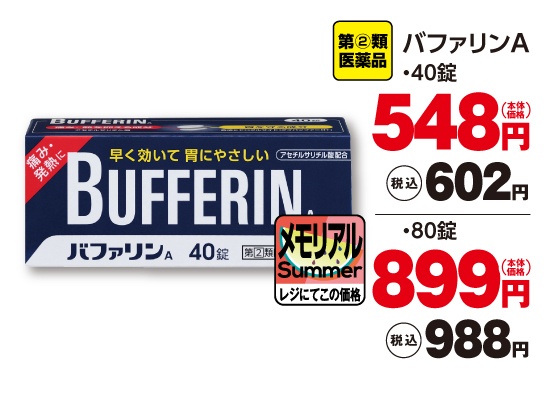 第②類
医薬品
バファリンA
・40錠
548円(本体価格)
税込602円
・80錠
899円(本体価格)
税込988円
BUFFERIN.
40錠
痛み・
発熱に
早く効いて 胃にやさしい
アセチルサリチル酸配合
BUFFERIN.
バファリンA 40錠
第②類
メモリアル
Summer
レジにてこの価格